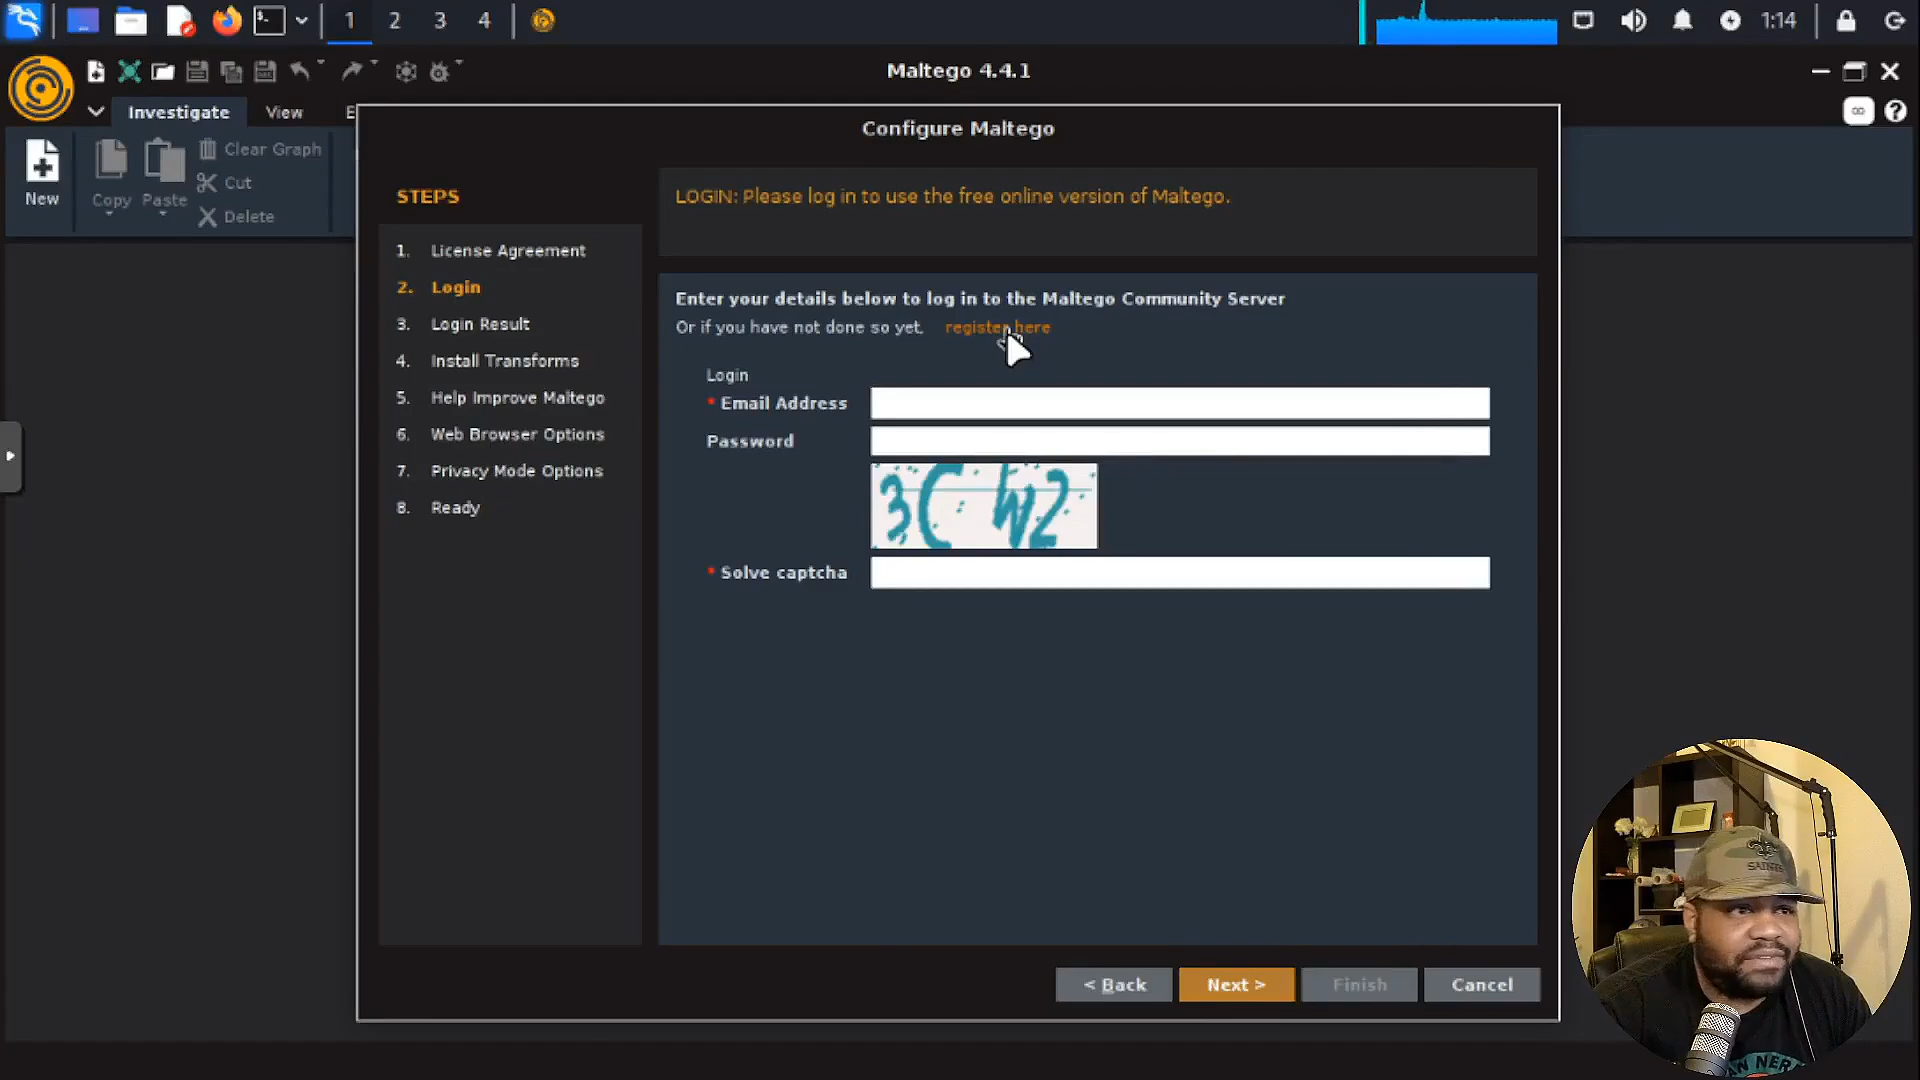 1 2 3 4
1:14
Maltego 4.4.1
Investigate View
New
Copy
Paste
Clear Graph
Cut
Delete
Configure Maltego
STEPS
1. License Agreement
2. Login
3. Login Result
4. Install Transforms
5. Help Improve Maltego
6. Web Browser Options
7. Privacy Mode Options
8. Ready
LOGIN: Please log in to use the free online version of Maltego.
Enter your details below to log in to the Maltego Community Server
Or if you have not done so yet. register here
Login
* Email Address
Password
3C W2
* Solve captcha
< Back
Next >
Finish
Cancel
SAINTS